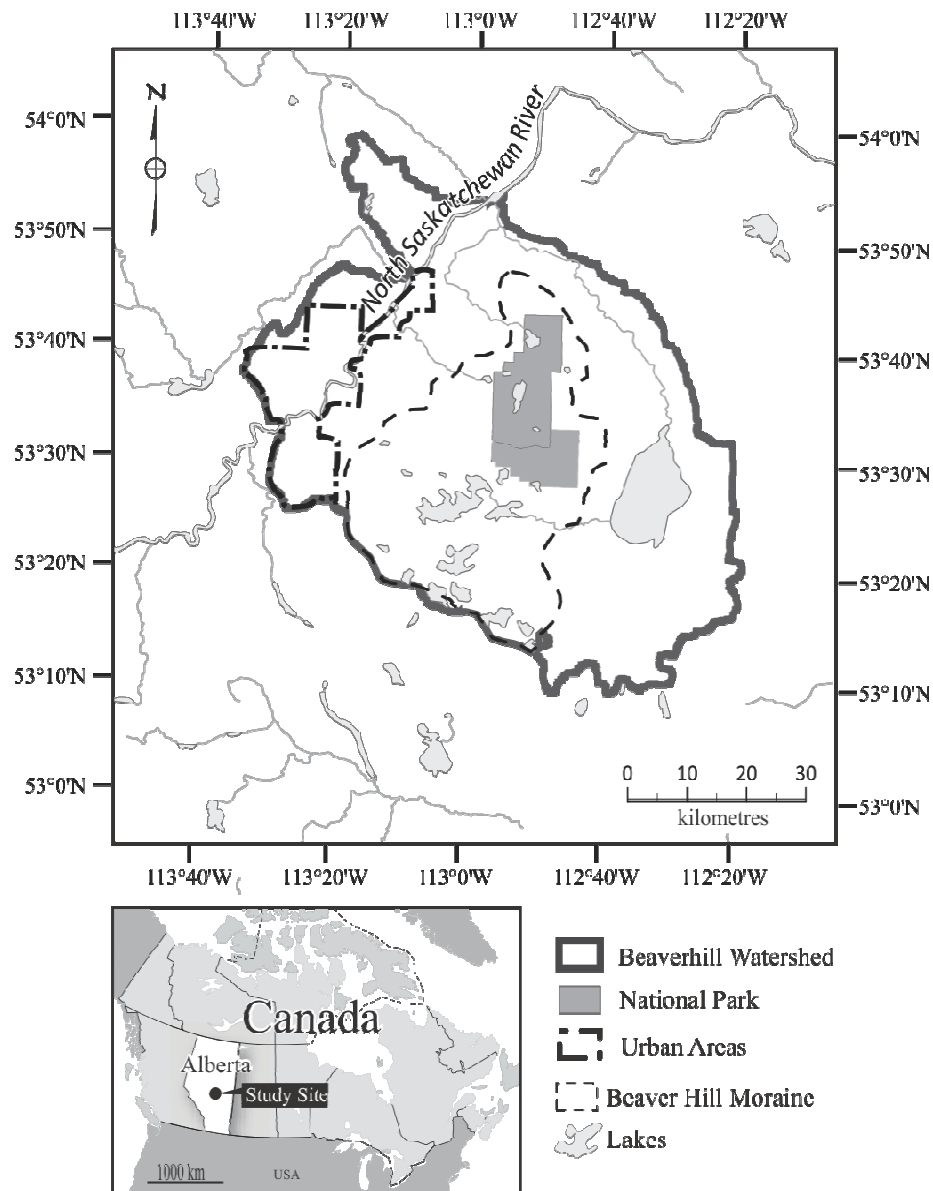 113°40'W 113°20'W 113°0'W 112°40'W 112°20'W
N
54°0'N
53°50'N
53°40'N
53°30'N
53°20'N
53°10'N
53°0'N
North Saskatchewan River
54°0'N
53°50'N
53°40'N
53°30'N
53°20'N
53°10'N
53°0'N
0 10 20 30
kilometres
113°40'W 113°20'W 113°0'W 112°40'W 112°20'W
Canada
Alberta
Study Site
1000 km
USA
Beaverhill Watershed
National Park
Urban Areas
Beaver Hill Moraine
Lakes